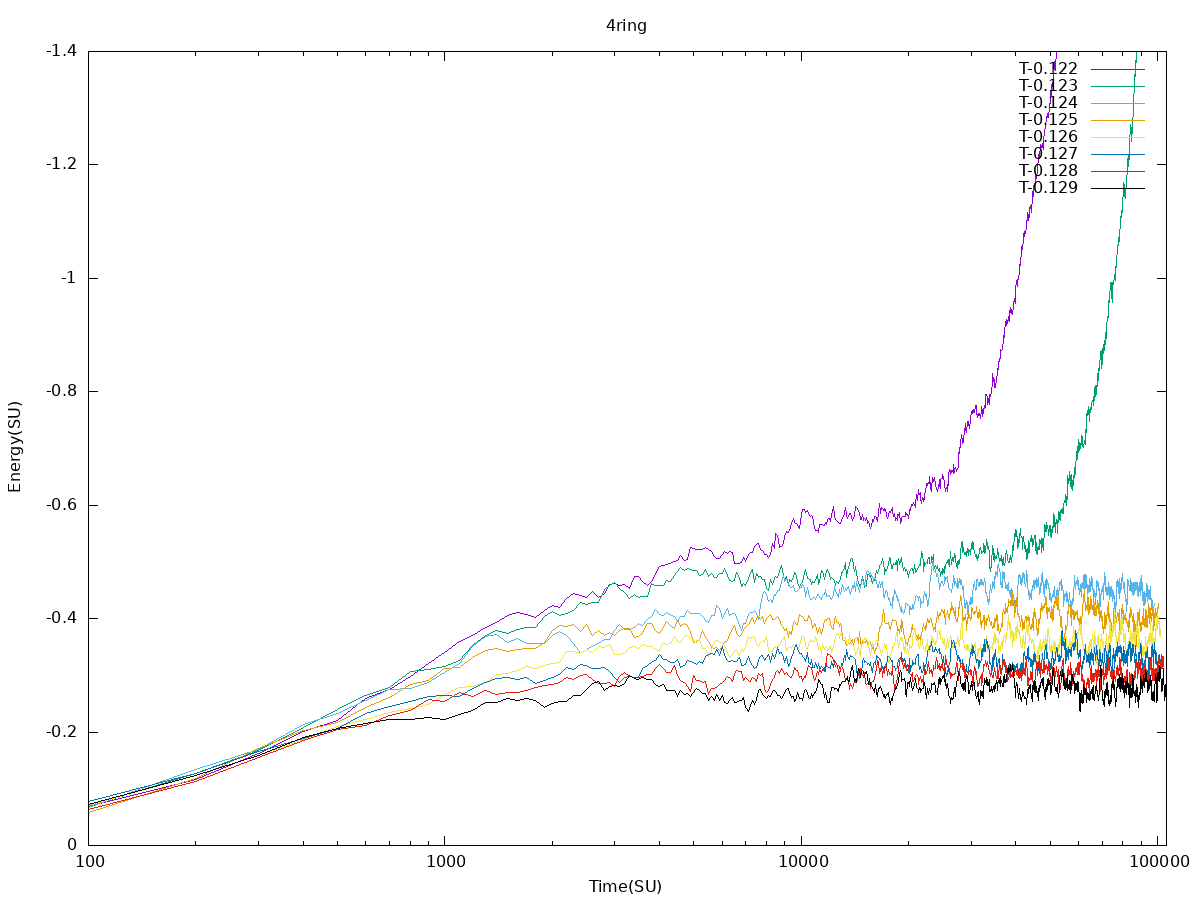 4ring
-1.4
-1.2
-1
-0.8
-0.6
-0.4
-0.2
0
100
1000
10000
100000
Energy(SU)
Time(SU)
T-0.122
T-0.123
T-0.124
T-0.125
T-0.126
T-0.127
T-0.128
T-0.129